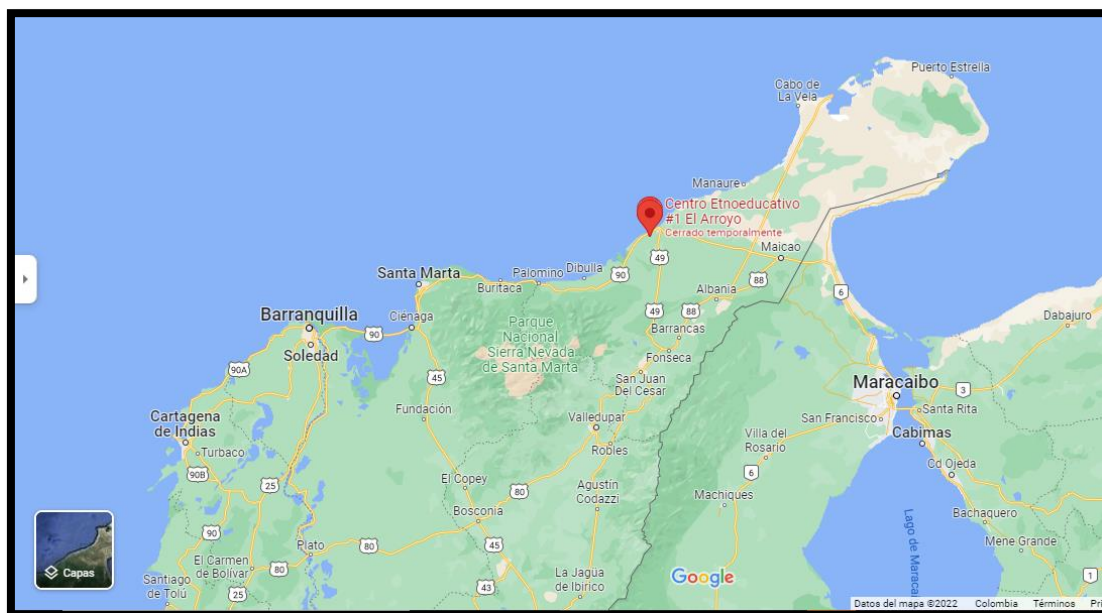 Puerto Estrella
Cabo de
La Vela
Manaure
Centro Etnoeducativo
#1 El Arroyo
Cerrado temporalmente
Maicao
49
Dibulla
Palomino
90
Santa Marta
Buritaca
88
6
Albania
Barranquilla
Ciénaga
90
Parque
Nacional
Sierra Nevada
de Santa Marta
49
88
Barrancas
Dabajuro
Soledad
Fonseca
90A
45
San Juan
Del Cesar
Maracaibo
3
Cartagena
de Indias
Fundación
Valledupar
San Francisco
Santa Rita
Turbaco
Robles
Villa del
Rosario
Cabimas
90B
25
El Copey
80
Agustín
Codazzi
6
Cd Ojeda
Machiques
Bosconia
Bachaquero
90
Plato
80
45
Lago de Maracai
Mene Grande
El Carmen
de Bolívar
80
La Jagua
de Ibirico
Google
Capas
Santiago
de Tolú
25
43
1
Datos del mapa ©2022 Colombia Términos Pri